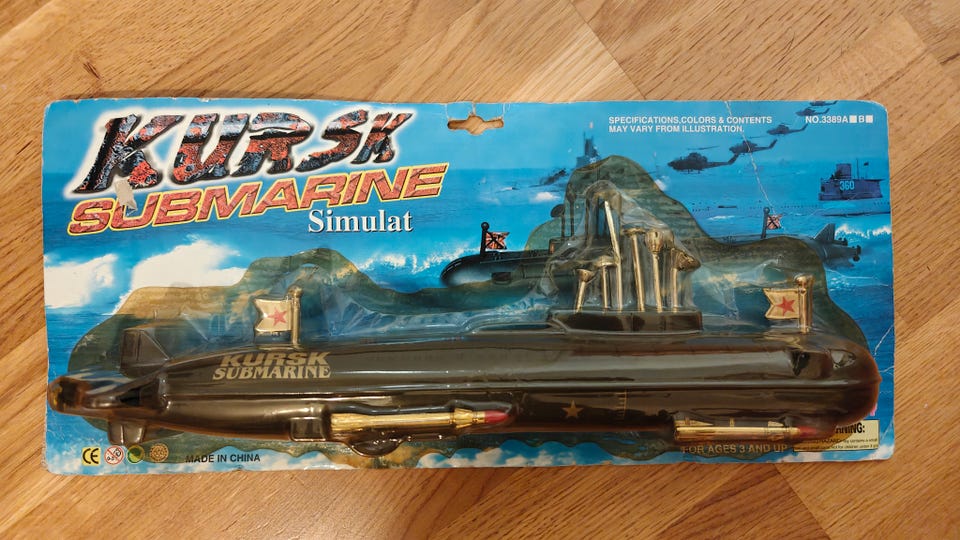 KURSK
SUBMARINE
Simulat
SPECIFICATIONS,COLORS & CONTENTS
MAY VARY FROM ILLUSTRATION.
NO.3389A■B■
360
KURSK
SUBMARINE
MADE IN CHINA
FOR AGES 3 AND UP